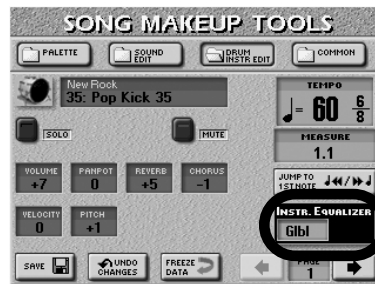 SONG MAKEUP TOOLS
PALETTE
SOUND EDIT
DRUM INSTR EDIT
COMMON
New Rock
35: Pop Kick 35
TEMPO
= 60 6/8
SOLO
MUTE
MEASURE
1.1
VOLUME +7
PANPOT 0
REVERB +5
CHORUS -1
JUMP TO 1ST NOTE
VELOCITY 0
PITCH +1
INSTR. EQUALIZER
Glbl
SAVE
UNDO CHANGES
FREEZE DATA
PAGE 1